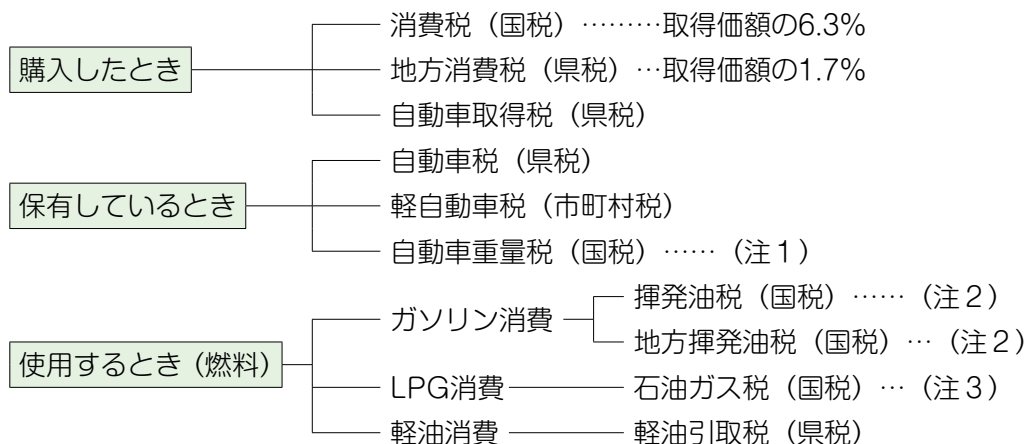 消費税（国税）………取得価額の6.3%
購入したとき
地方消費税（県税）…取得価額の1.7%
自動車取得税（県税）
自動車税（県税）
保有しているとき
軽自動車税（市町村税）
自動車重量税（国税）……（注１）
ガソリン消費
揮発油税（国税）……（注２）
地方揮発油税（国税）…（注２）
使用するとき（燃料）
LPG消費
石油ガス税（国税）…（注３）
軽油消費
軽油引取税（県税）